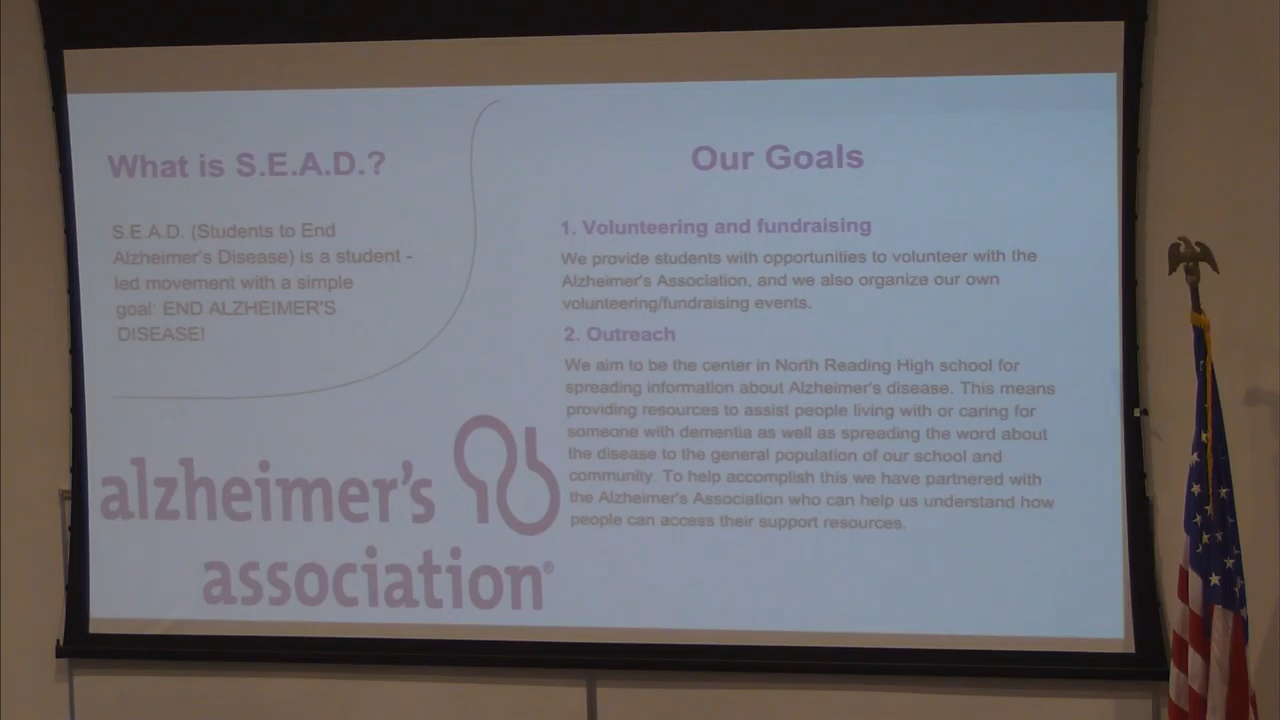 What is S.E.A.D.?
S.E.A.D. (Students to End
Alzheimer's Disease) is a student -
led movement with a simple
goal: END ALZHEIMER'S
DISEASE!
alzheimer's
association®
Our Goals
1. Volunteering and fundraising
We provide students with opportunities to volunteer with the
Alzheimer's Association, and we also organize our own
volunteering/fundraising events.
2. Outreach
We aim to be the center in North Reading High school for
spreading information about Alzheimer's disease. This means
providing resources to assist people living with or caring for
someone with dementia as well as spreading the word about
the disease to the general population of our school and
community. To help accomplish this we have partnered with
the Alzheimer's Association who can help us understand how
people can access their support resources.